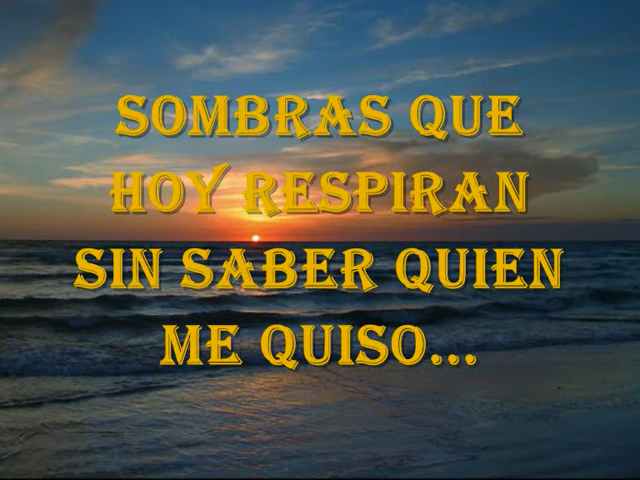 SOMBRAS QUE
HOY RESPIRAN
SIN SABER QUIEN
ME QUISO...